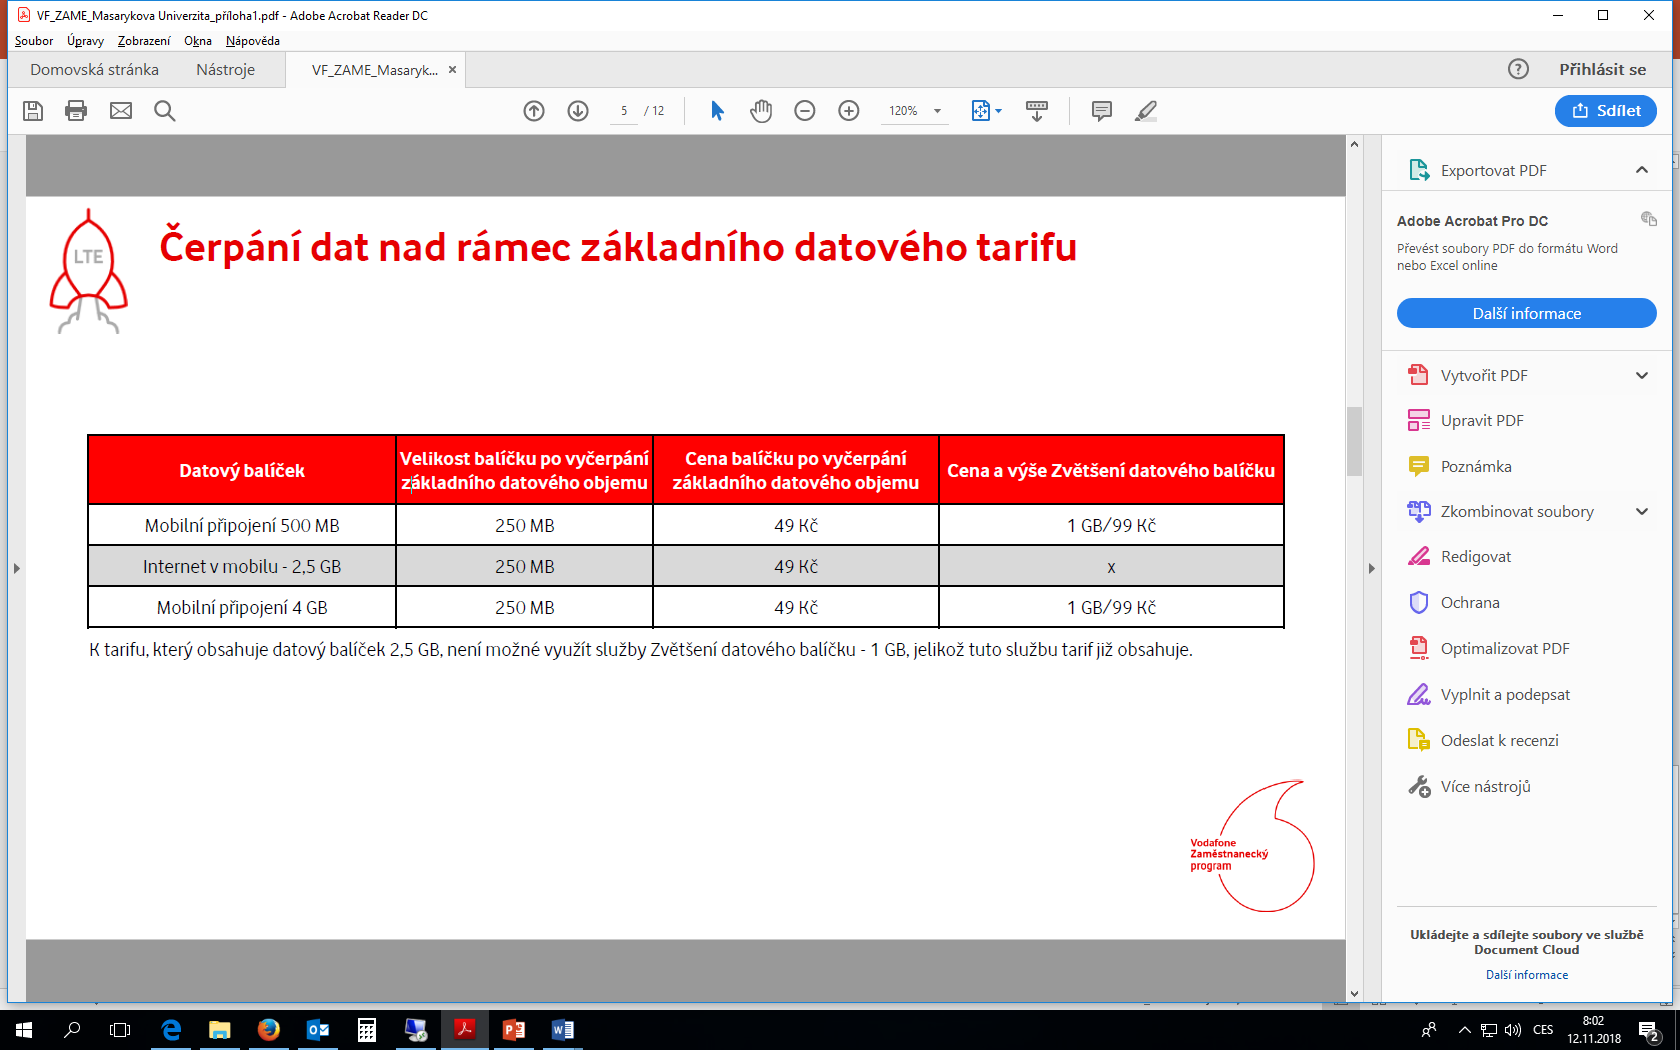 VF_ZAME_Masarykova Univerzita_příloha1.pdf - Adobe Acrobat Reader DC
Soubor Úpravy Zobrazení Okna Nápověda
Domovská stránka Nástroje VF_ZAME_Masaryk... × Přihlásit se
5 / 12 120% Sdílet
LTE
Čerpání dat nad rámec základního datového tarifu
Datový balíček
Velikost balíčku po vyčerpání
základního datového objemu
Cena balíčku po vyčerpání
základního datového objemu
Cena a výše Zvětšení datového balíčku
Mobilní připojení 500 MB 250 MB 49 Kč 1 GB/99 Kč
Internet v mobilu - 2,5 GB 250 MB 49 Kč x
Mobilní připojení 4 GB 250 MB 49 Kč 1 GB/99 Kč
K tarifu, který obsahuje datový balíček 2,5 GB, není možné využít služby Zvětšení datového balíčku - 1 GB, jelikož tuto službu tarif již obsahuje.
Vodafone
Zaměstnanecký
program
Exportovat PDF
Adobe Acrobat Pro DC
Převést soubory PDF do formátu Word
nebo Excel online
Další informace
Vytvořit PDF
Upravit PDF
Poznámka
Zkombinovat soubory
Redigovat
Ochrana
Optimalizovat PDF
Vyplnit a podepsat
Odeslat k recenzi
Více nástrojů
Ukládejte a sdílejte soubory ve službě
Document Cloud
Další informace
CES
8:02
12.11.2018
2